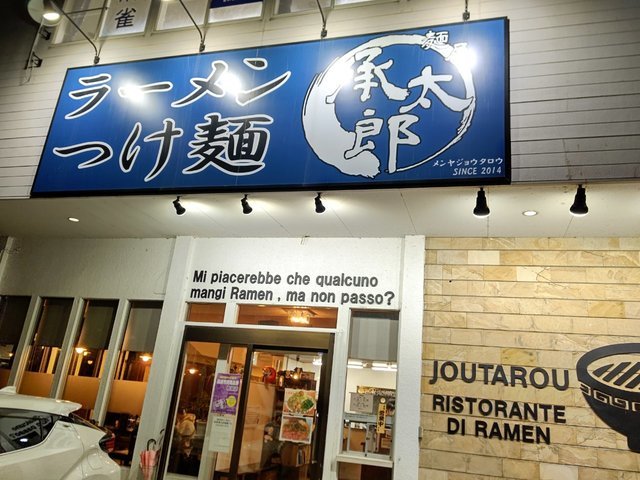 雀
ラーメン
つけ麺
麺屋
承太郎
メンヤジョウタロウ
SINCE 2014
Mi piacerebbe che qualcuno
mangi Ramen , ma non passo?
JOUTAROU
RISTORANTE
DI RAMEN